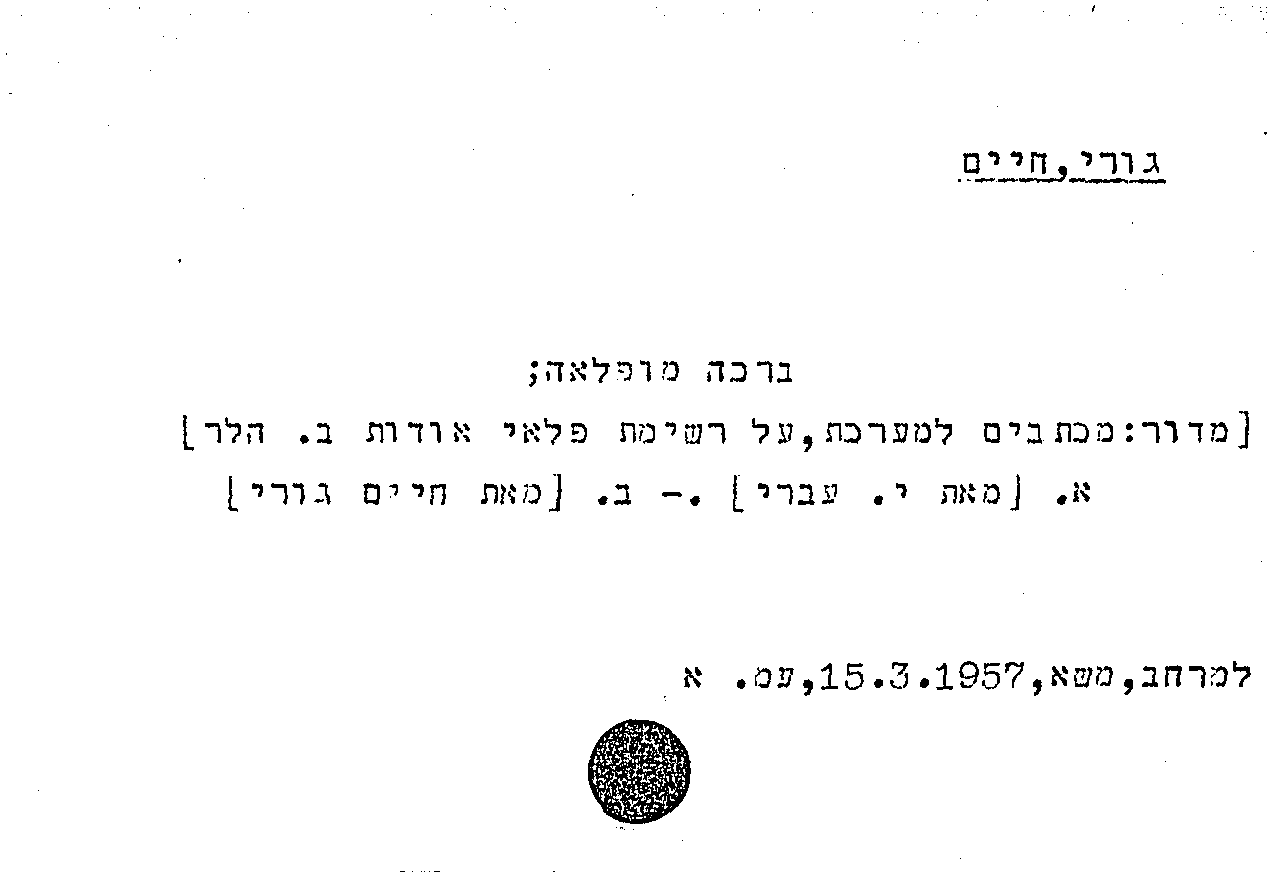 גורי,חיים
ברכה מופלאה;
[מדור:מכתבים למערכת,על רשימת פלאי אודות ב. הלר]
א. [מאת י. עברי] .– ב. [מאת חיים גורי]
למרחב,משא,15.3.1957,עמ. א